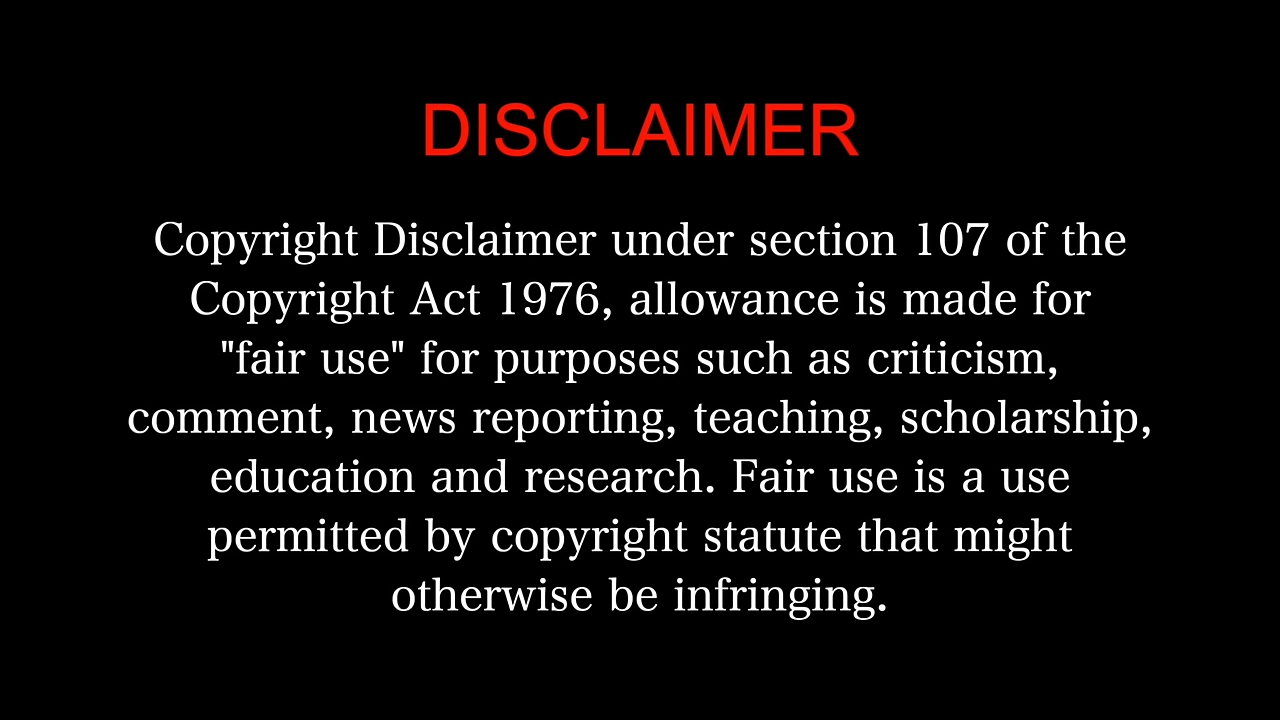 DISCLAIMER
Copyright Disclaimer under section 107 of the
Copyright Act 1976, allowance is made for
"fair use" for purposes such as criticism,
comment, news reporting, teaching, scholarship,
education and research. Fair use is a use
permitted by copyright statute that might
otherwise be infringing.